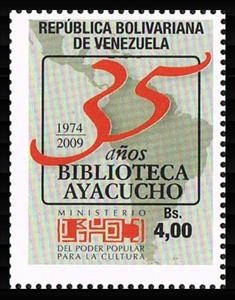 REPÚBLICA BOLIVARIANA
DE VENEZUELA
35
1974
2009
años
BIBLIOTECA
AYACUCHO
MINISTERIO
DEL PODER POPULAR
PARA LA CULTURA
Bs.
4,00